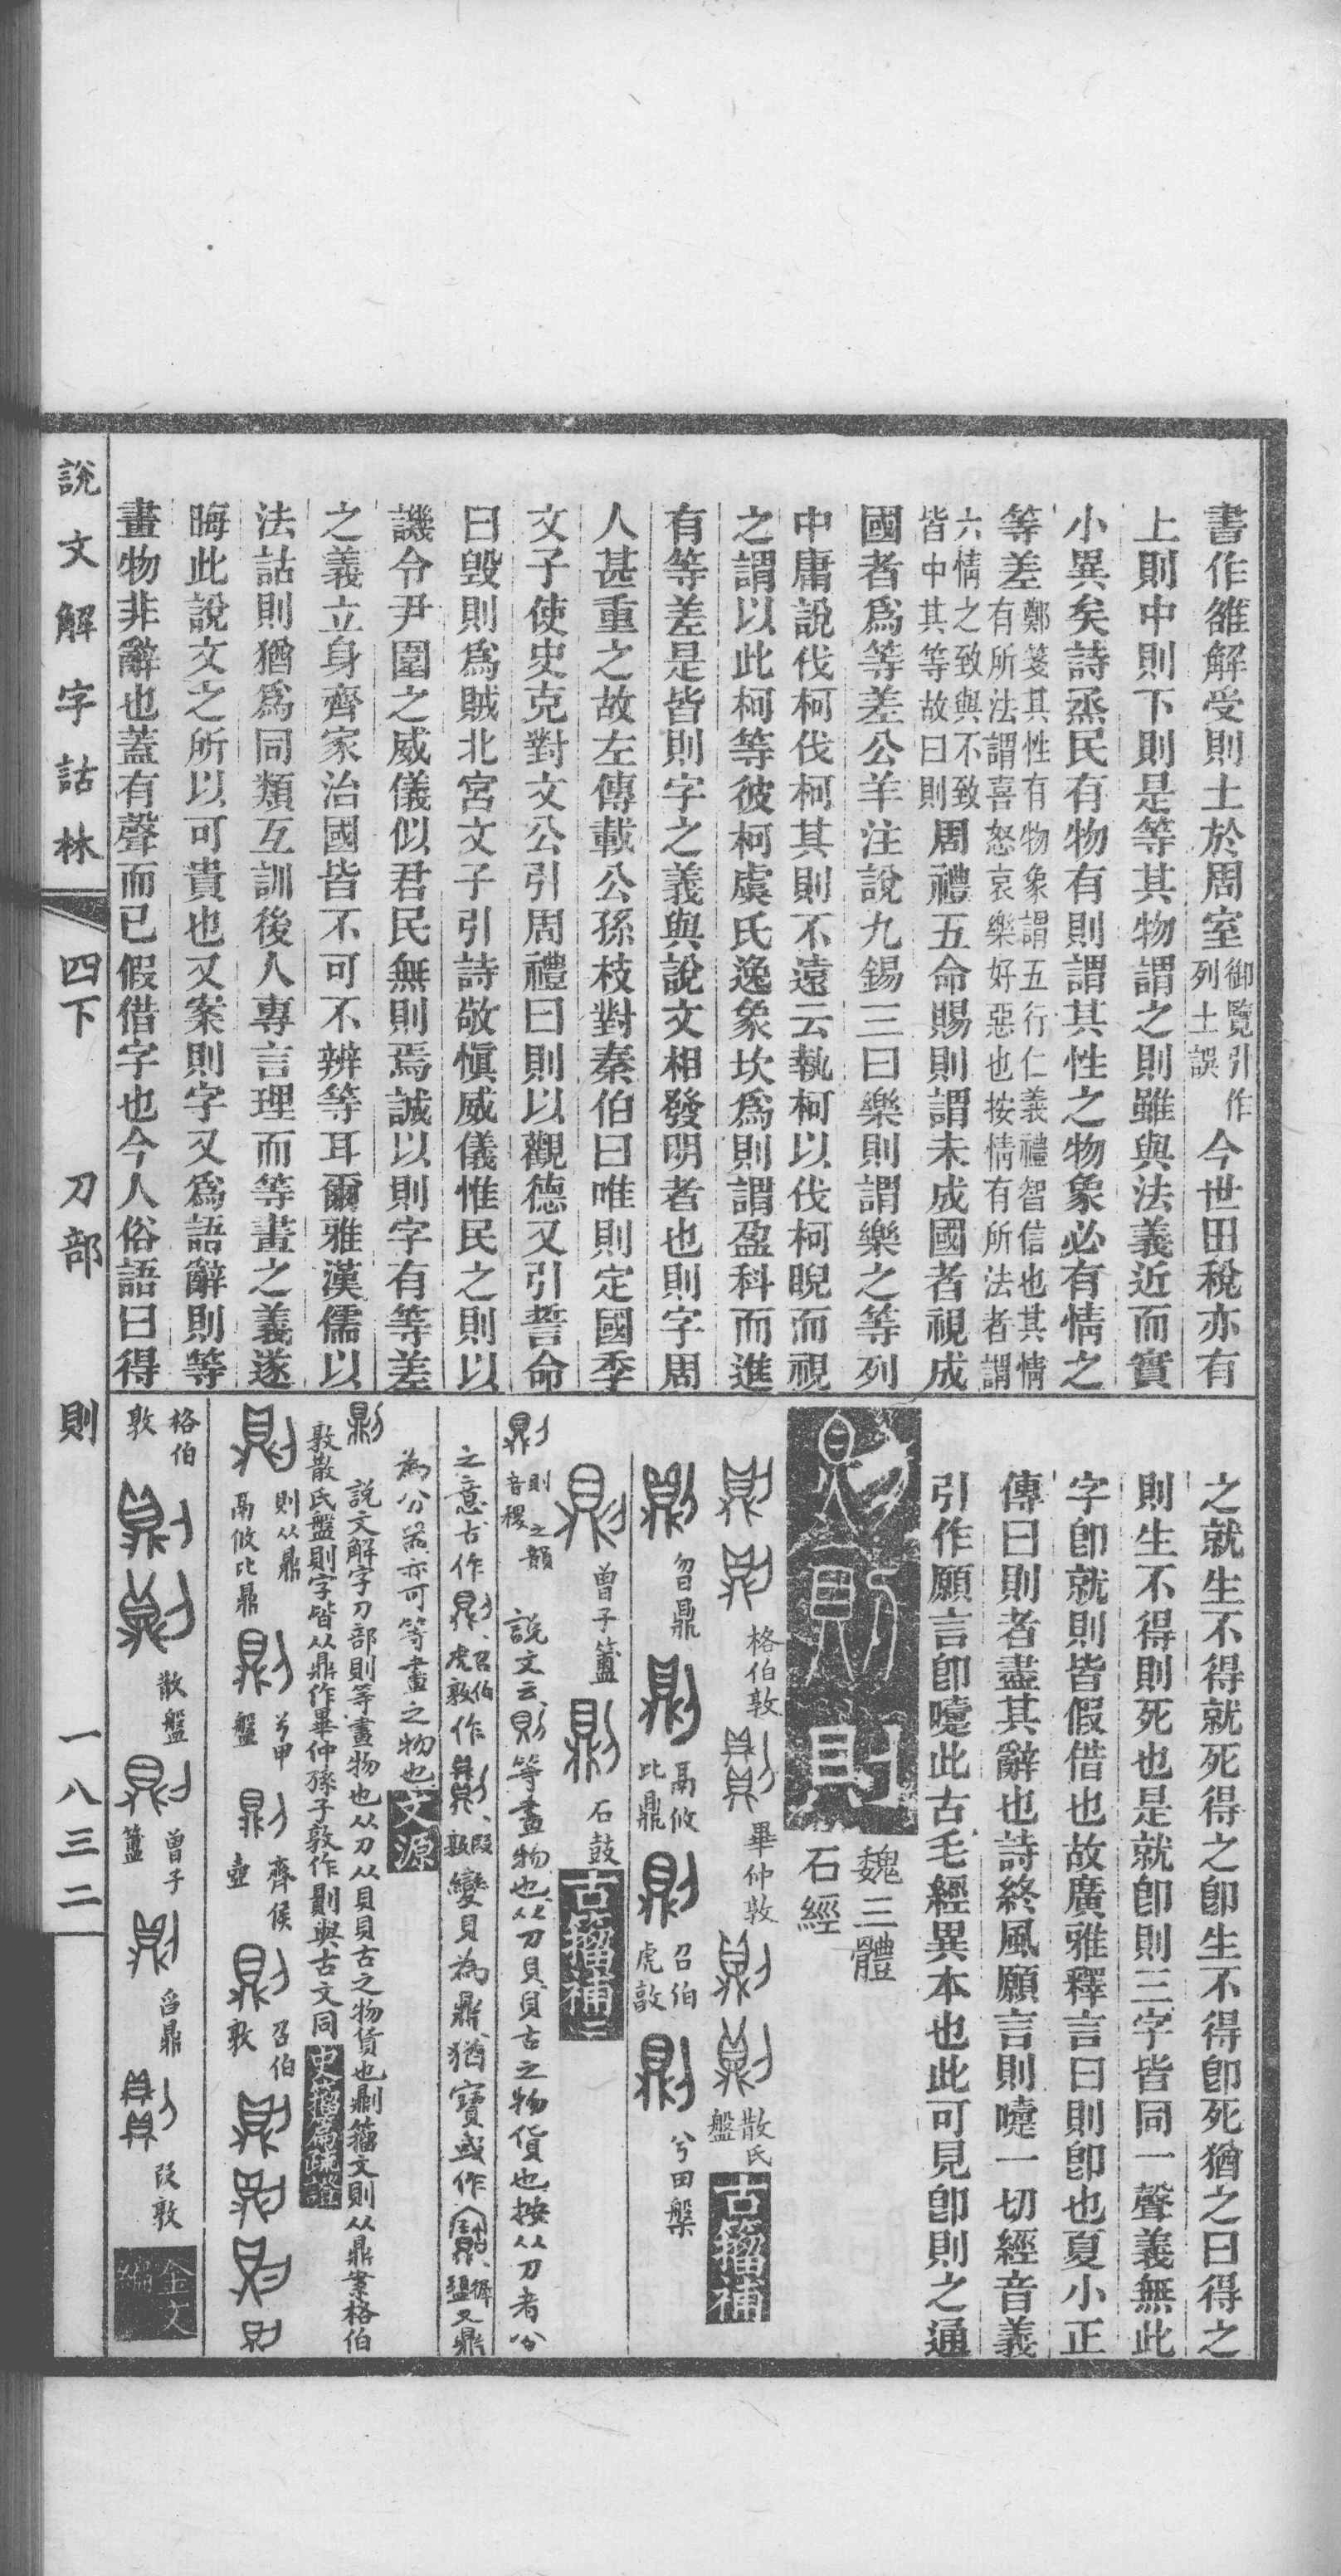 書作雒解受則土於周室御覽引作列土誤今世田稅亦有
上則中則下則是等其物謂之則雖與法義近而實
小異矣詩烝民有物有則謂其性之物象必有情之
等差鄭箋其性有物象謂五行仁義禮智信也其情有所法謂喜怒哀樂好惡也按情有所法者謂
六情之致與不致皆中其等故曰則周禮五命賜則謂未成國者視成
國者爲等差公羊注說九錫三曰樂則謂樂之等列
中庸說伐柯伐柯其則不遠云執柯以伐柯睨而視
之謂以此柯等彼柯虞氏逸象坎爲則謂盈科而進
有等差是皆則字之義與說文相發明者也則字周
人甚重之故左傳載公孫枝對秦伯曰唯則定國季
文子使史克對文公引周禮曰則以觀德又引誓命
曰毀則爲賊北宮文子引詩敬愼威儀惟民之則以
譏令尹圍之威儀似君民無則焉誠以則字有等差
之義立身齊家治國皆不可不辨等耳爾雅漢儒以
法詁則猶爲同類互訓後人專言理而等畫之義遂
晦此說文之所以可貴也又案則字又爲語辭則等
畫物非辭也蓋有聲而已假借字也今人俗語曰得
之就生不得就死得之卽生不得卽死猶之曰得之
則生不得則死也是就卽則三字皆同一聲義無此
字卽就則皆假借也故廣雅釋言曰則卽也夏小正
傳曰則者盡其辭也詩終風願言則嚏一切經音義
引作願言卽嚏此古毛經異本也此可見卽則之通
則 魏三體石經
格伯敦 畢仲敦 散氏盤 古籀補
曶鼎 鬲攸比鼎 召伯虎敦 兮田槃
曾子簠 石鼓 古籀補二
則音稷之韻 說文云則等畫物也从刀貝貝古之物貨也按从刀者分
之意古作 召伯虎敦作 段敦變貝為鼎猶寶或作 又鼎
為分器亦可等畫之物也 文源
說文解字刀部則等畫物也从刀从貝貝古之物貨也鼎籀文則从鼎案格伯
敦散氏盤則字皆从鼎作畢仲孫子敦作 與古文同 史籀篇疏證
則从鼎鬲攸比鼎 兮甲盤 齊侯壺 召伯敦
格伯敦 散盤 曾子簠 曶鼎 段敦 金文編
說文解字詁林 四下 刀部 則 一八三二